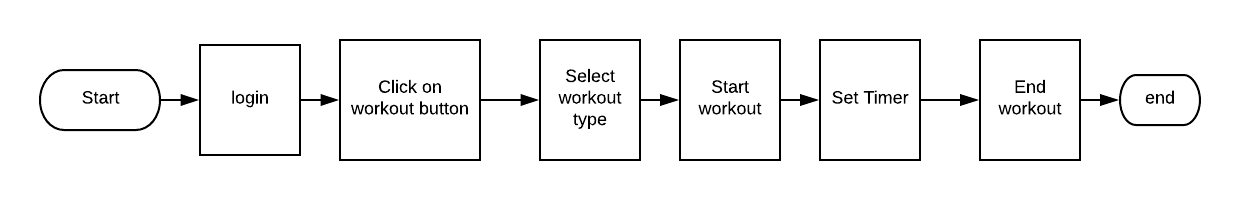 Start
login
Click on
workout button
Select
workout
type
Start
workout
Set Timer
End
workout
end